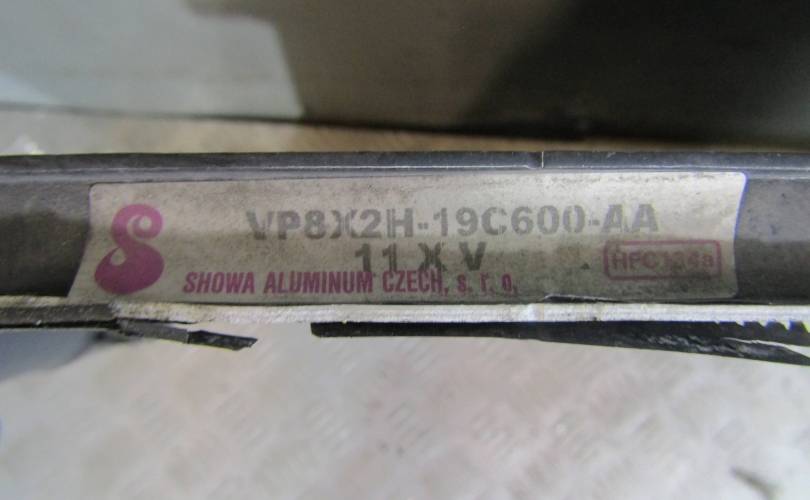 VP8X2H-19C600-AA
11 X V
HFC134a
SHOWA ALUMINUM CZECH, s. r. o,